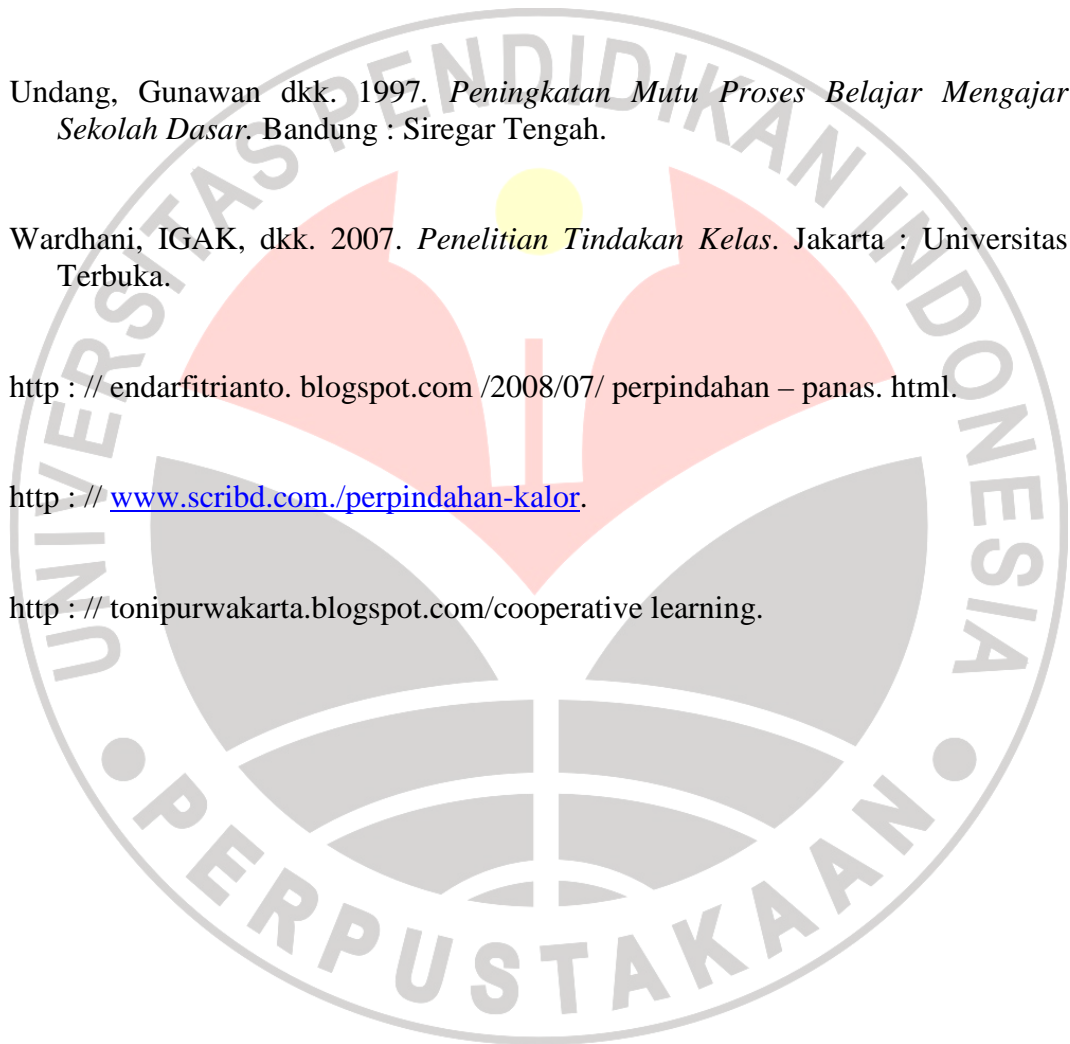 Undang, Gunawan dkk. 1997. Peningkatan Mutu Proses Belajar Mengajar
Sekolah Dasar. Bandung : Siregar Tengah.
Wardhani, IGAK, dkk. 2007. Penelitian Tindakan Kelas. Jakarta : Universitas
Terbuka.
http : // endarfitrianto. blogspot.com /2008/07/ perpindahan – panas. html.
http : // www.scribd.com./perpindahan-kalor.
http : // tonipurwakarta.blogspot.com/cooperative learning.
UNIVERSITAS PENDIDIKAN INDONESIA
PERPUSTAKAAN